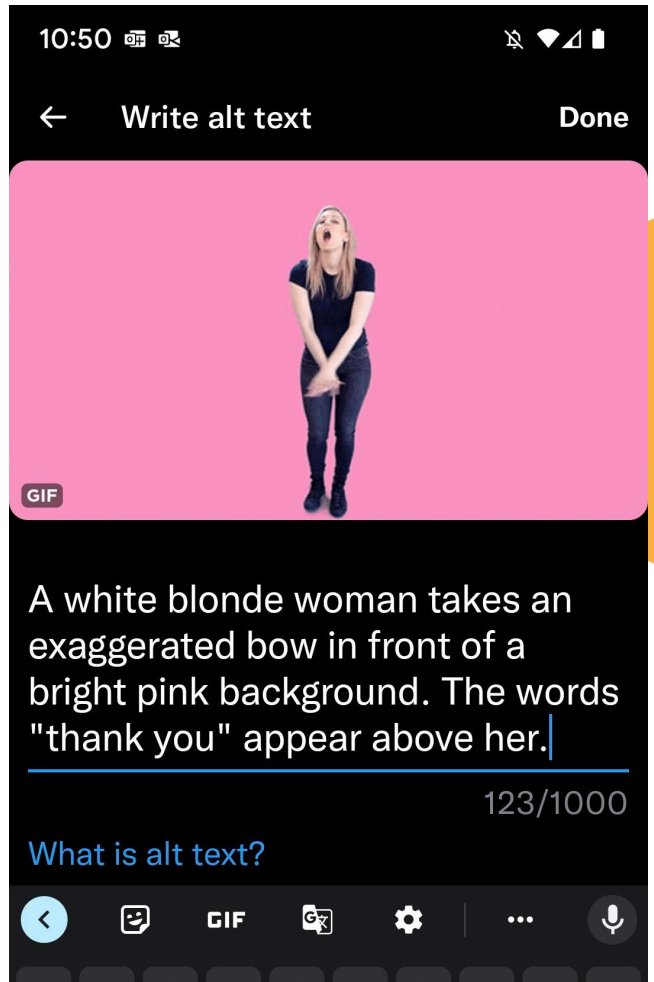 10:50
Write alt text
Done
GIF
A white blonde woman takes an
exaggerated bow in front of a
bright pink background. The words
"thank you" appear above her.
123/1000
What is alt text?
GIF